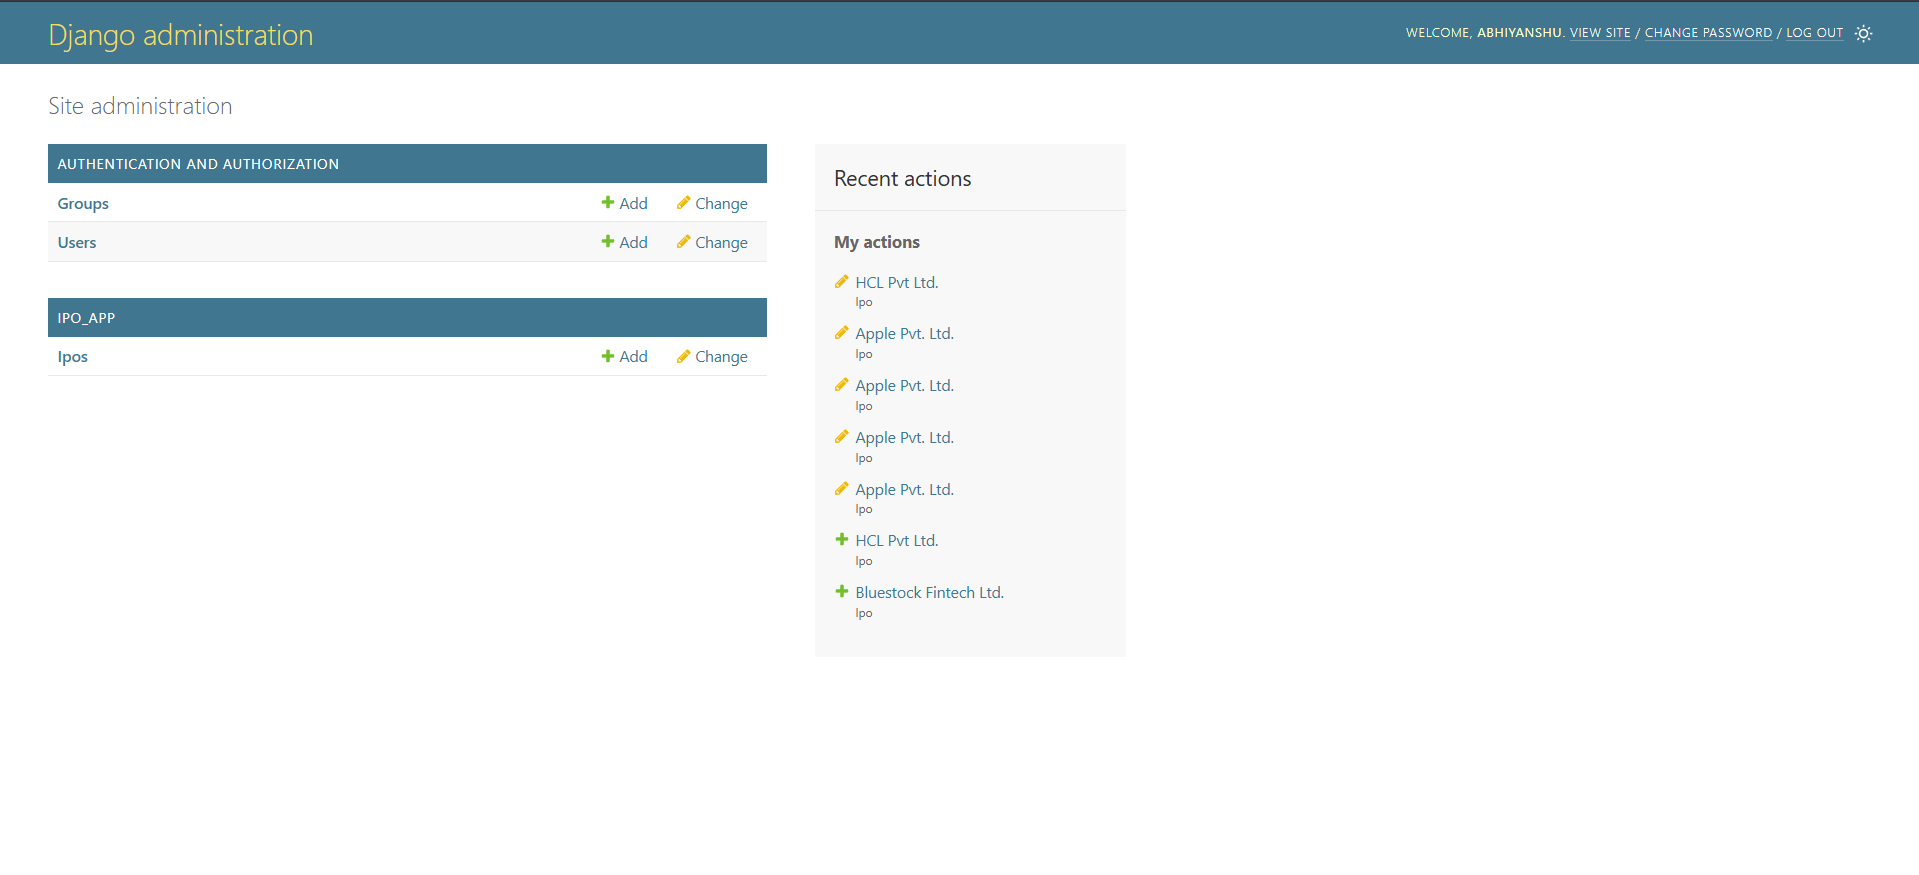 Django administration
WELCOME, ABHIYANSHU. VIEW SITE / CHANGE PASSWORD / LOG OUT
Site administration
AUTHENTICATION AND AUTHORIZATION
Groups Add Change
Users Add Change
IPO_APP
Ipos Add Change
Recent actions
My actions
HCL Pvt Ltd.
Ipo
Apple Pvt. Ltd.
Ipo
Apple Pvt. Ltd.
Ipo
Apple Pvt. Ltd.
Ipo
Apple Pvt. Ltd.
Ipo
HCL Pvt Ltd.
Ipo
Bluestock Fintech Ltd.
Ipo